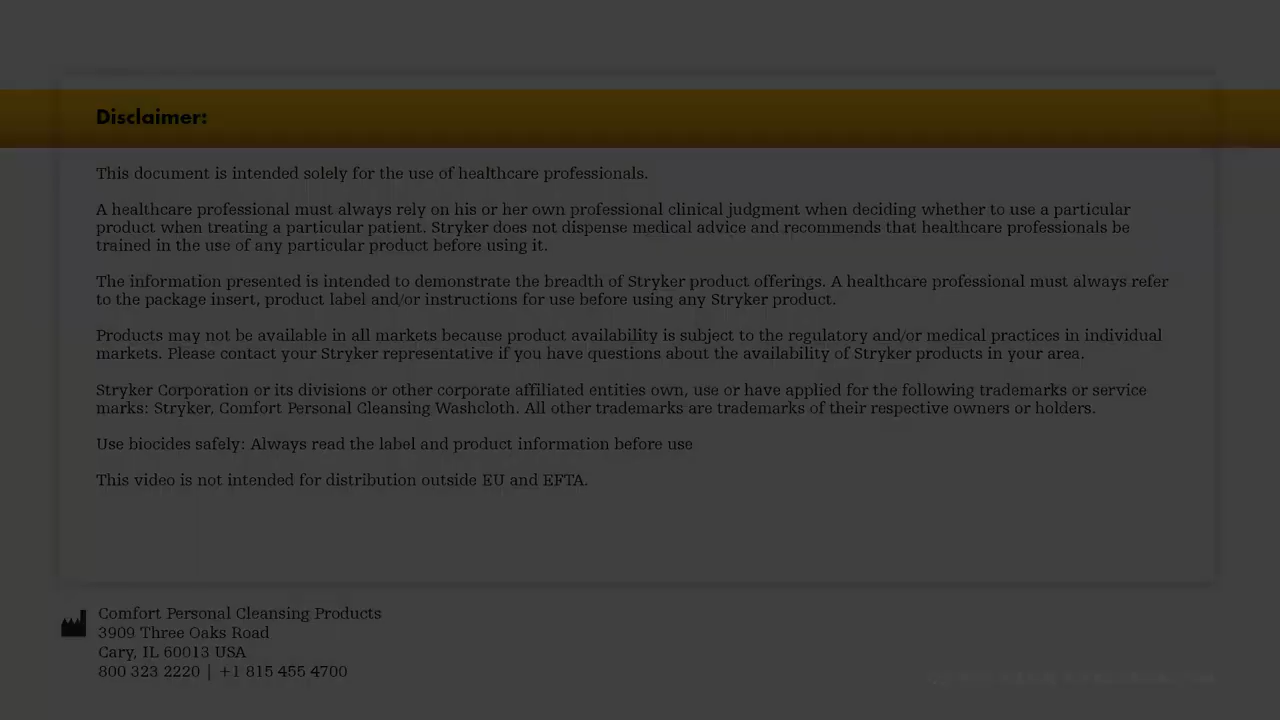 Disclaimer:
This document is intended solely for the use of healthcare professionals.
A healthcare professional must always rely on his or her own professional clinical judgment when deciding whether to use a particular
product when treating a particular patient. Stryker does not dispense medical advice and recommends that healthcare professionals be
trained in the use of any particular product before using it.
The information presented is intended to demonstrate the breadth of Stryker product offerings. A healthcare professional must always refer
to the package insert, product label and/or instructions for use before using any Stryker product.
Products may not be available in all markets because product availability is subject to the regulatory and/or medical practices in individual
markets. Please contact your Stryker representative if you have questions about the availability of Stryker products in your area.
Stryker Corporation or its divisions or other corporate affiliated entities own, use or have applied for the following trademarks or service
marks: Stryker, Comfort Personal Cleansing Washcloth. All other trademarks are trademarks of their respective owners or holders.
Use biocides safely: Always read the label and product information before use
This video is not intended for distribution outside EU and EFTA.
Comfort Personal Cleansing Products
3909 Three Oaks Road
Cary, IL 60013 USA
800 323 2220 | +1 815 455 4700